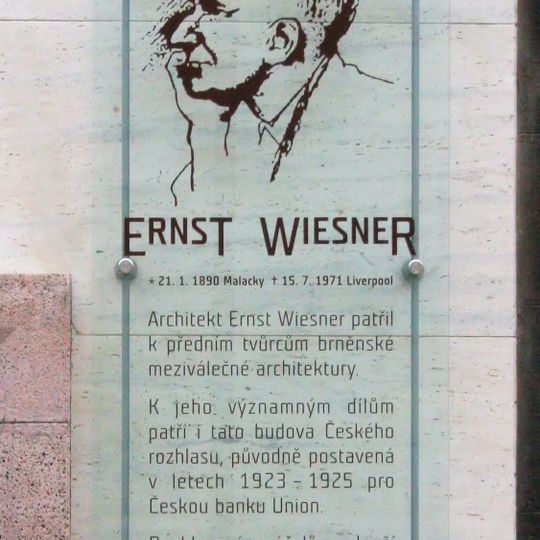 ERNST WIESNER
* 21. 1. 1890 Malacky † 15. 7. 1971 Liverpool
Architekt Ernst Wiesner patřil
k předním tvůrcům brněnské
meziválečné architektury.
K jeho významným dílům
patří i tato budova Českého
rozhlasu, původně postavená
v letech 1923 - 1925 pro
Českou banku Union.